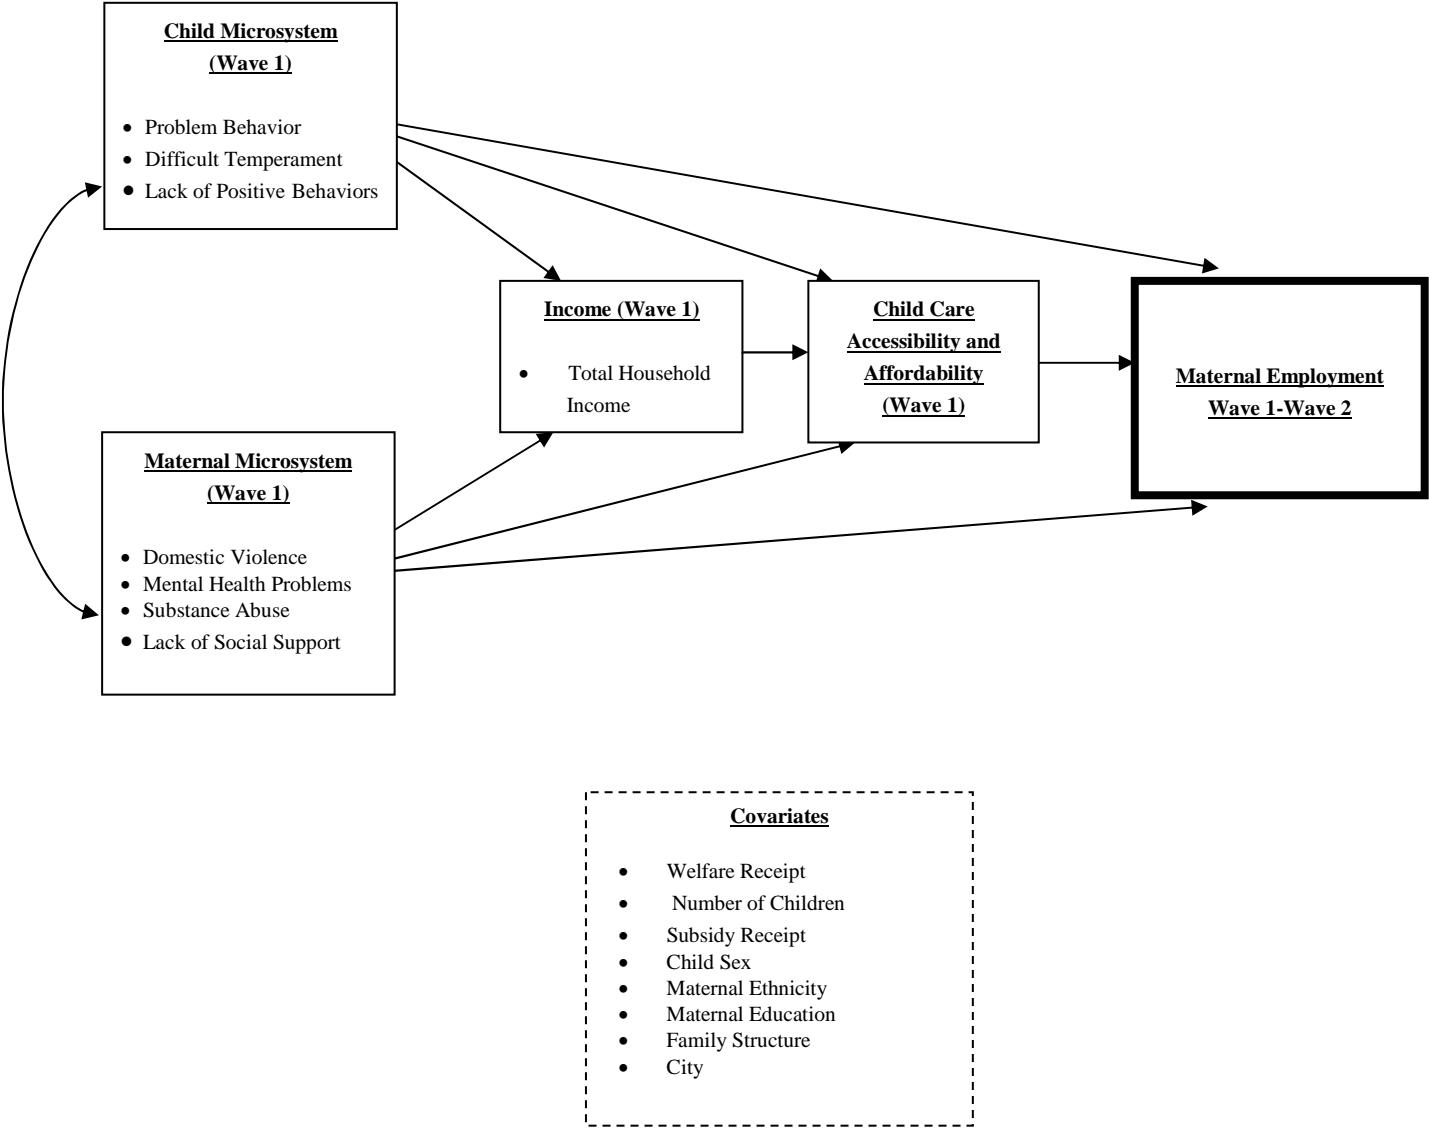 Child Microsystem
(Wave 1)
• Problem Behavior
• Difficult Temperament
• Lack of Positive Behaviors
Income (Wave 1)
• Total Household
Income
Child Care
Accessibility and
Affordability
(Wave 1)
Maternal Employment
Wave 1-Wave 2
Maternal Microsystem
(Wave 1)
• Domestic Violence
• Mental Health Problems
• Substance Abuse
• Lack of Social Support
Covariates
• Welfare Receipt
• Number of Children
• Subsidy Receipt
• Child Sex
• Maternal Ethnicity
• Maternal Education
• Family Structure
• City